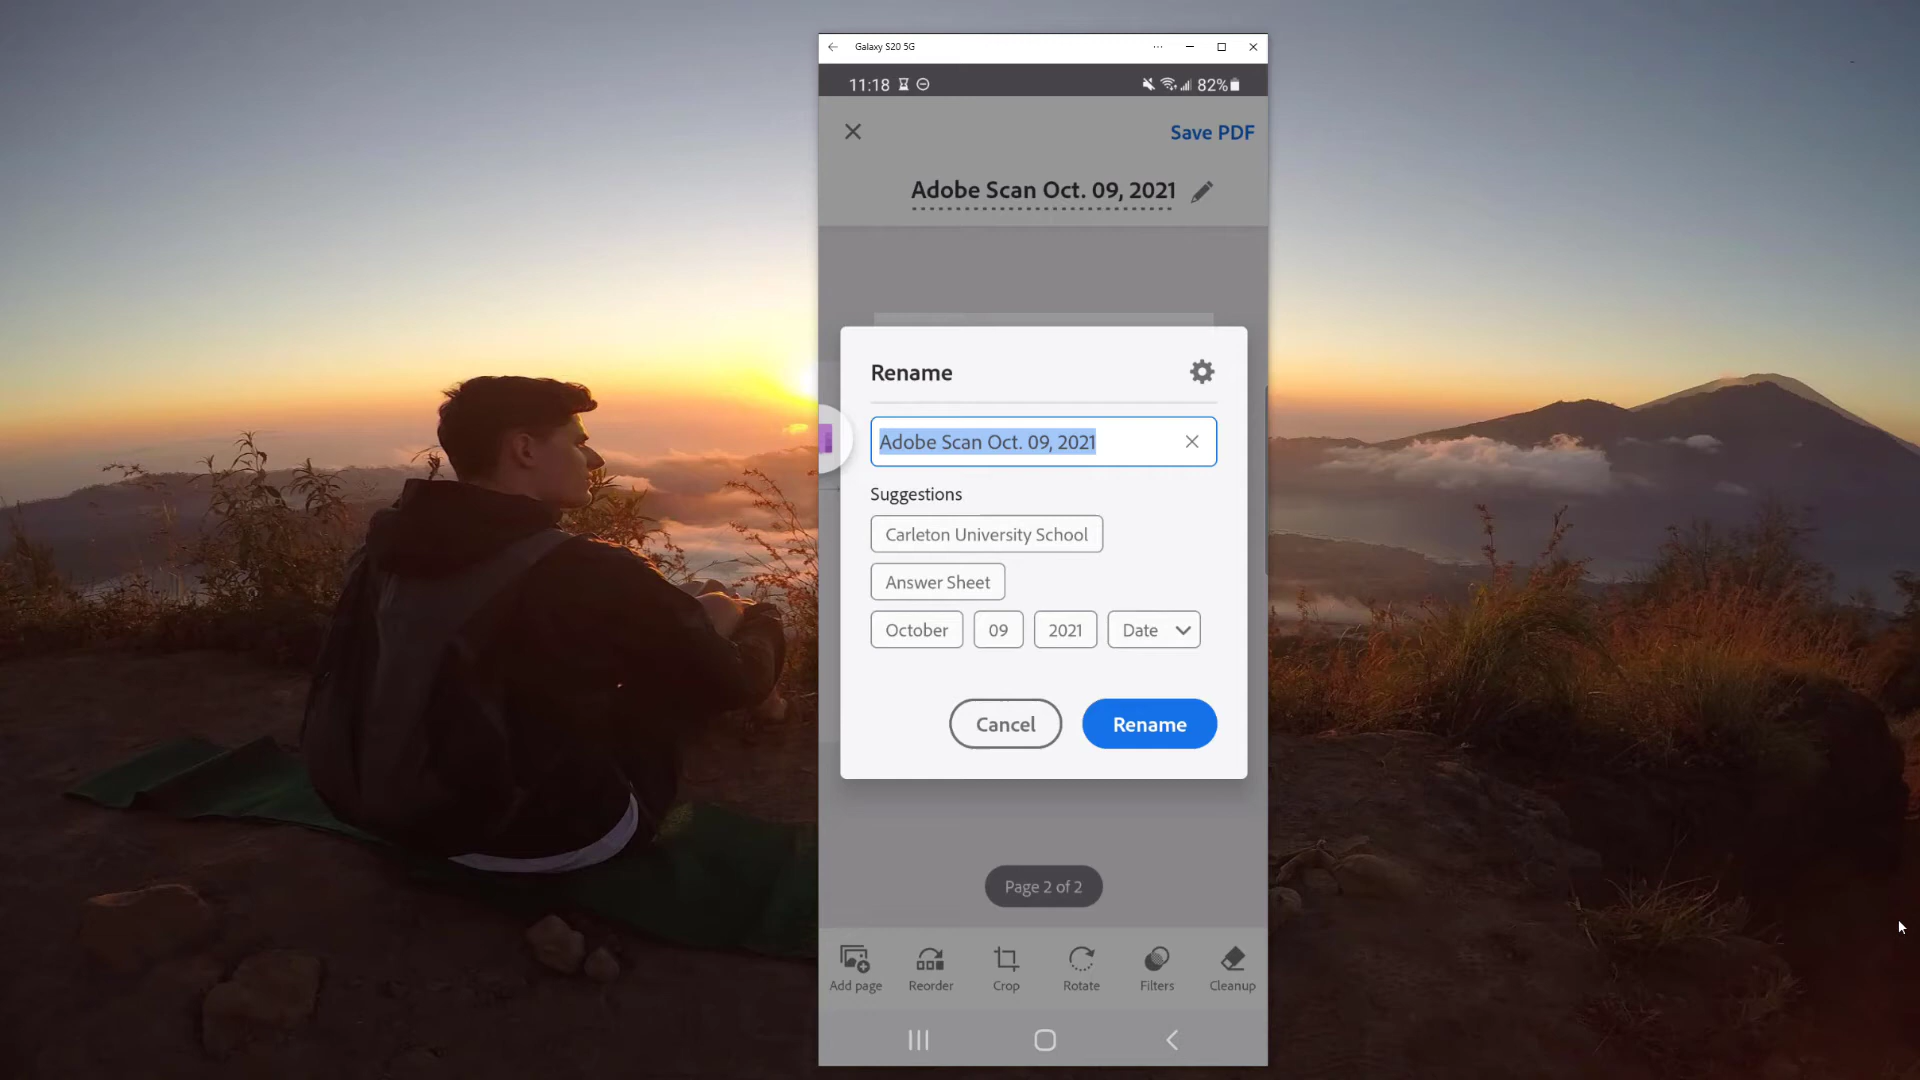 Galaxy S20 5G
11:18 82%
Save PDF
Adobe Scan Oct. 09, 2021
Rename
Adobe Scan Oct. 09, 2021
Suggestions
Carleton University School
Answer Sheet
October 09 2021 Date
Cancel Rename
Page 2 of 2
Add page Reorder Crop Rotate Filters Cleanup